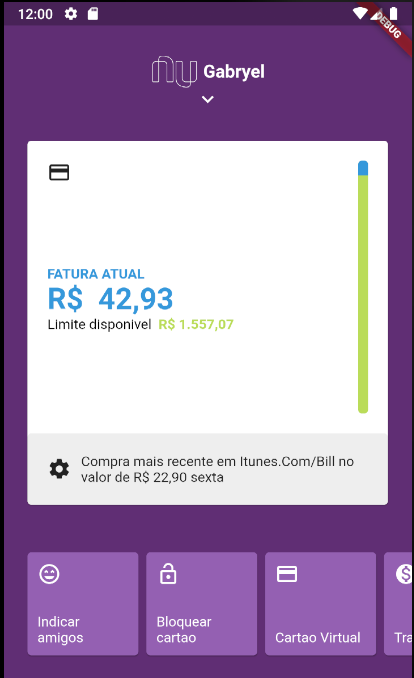 12:00
DEBUG
nu Gabryel
FATURA ATUAL
R$ 42,93
Limite disponivel R$ 1.557,07
Compra mais recente em Itunes.Com/Bill no
valor de R$ 22,90 sexta
Indicar
amigos
Bloquear
cartao
Cartao Virtual
Tra